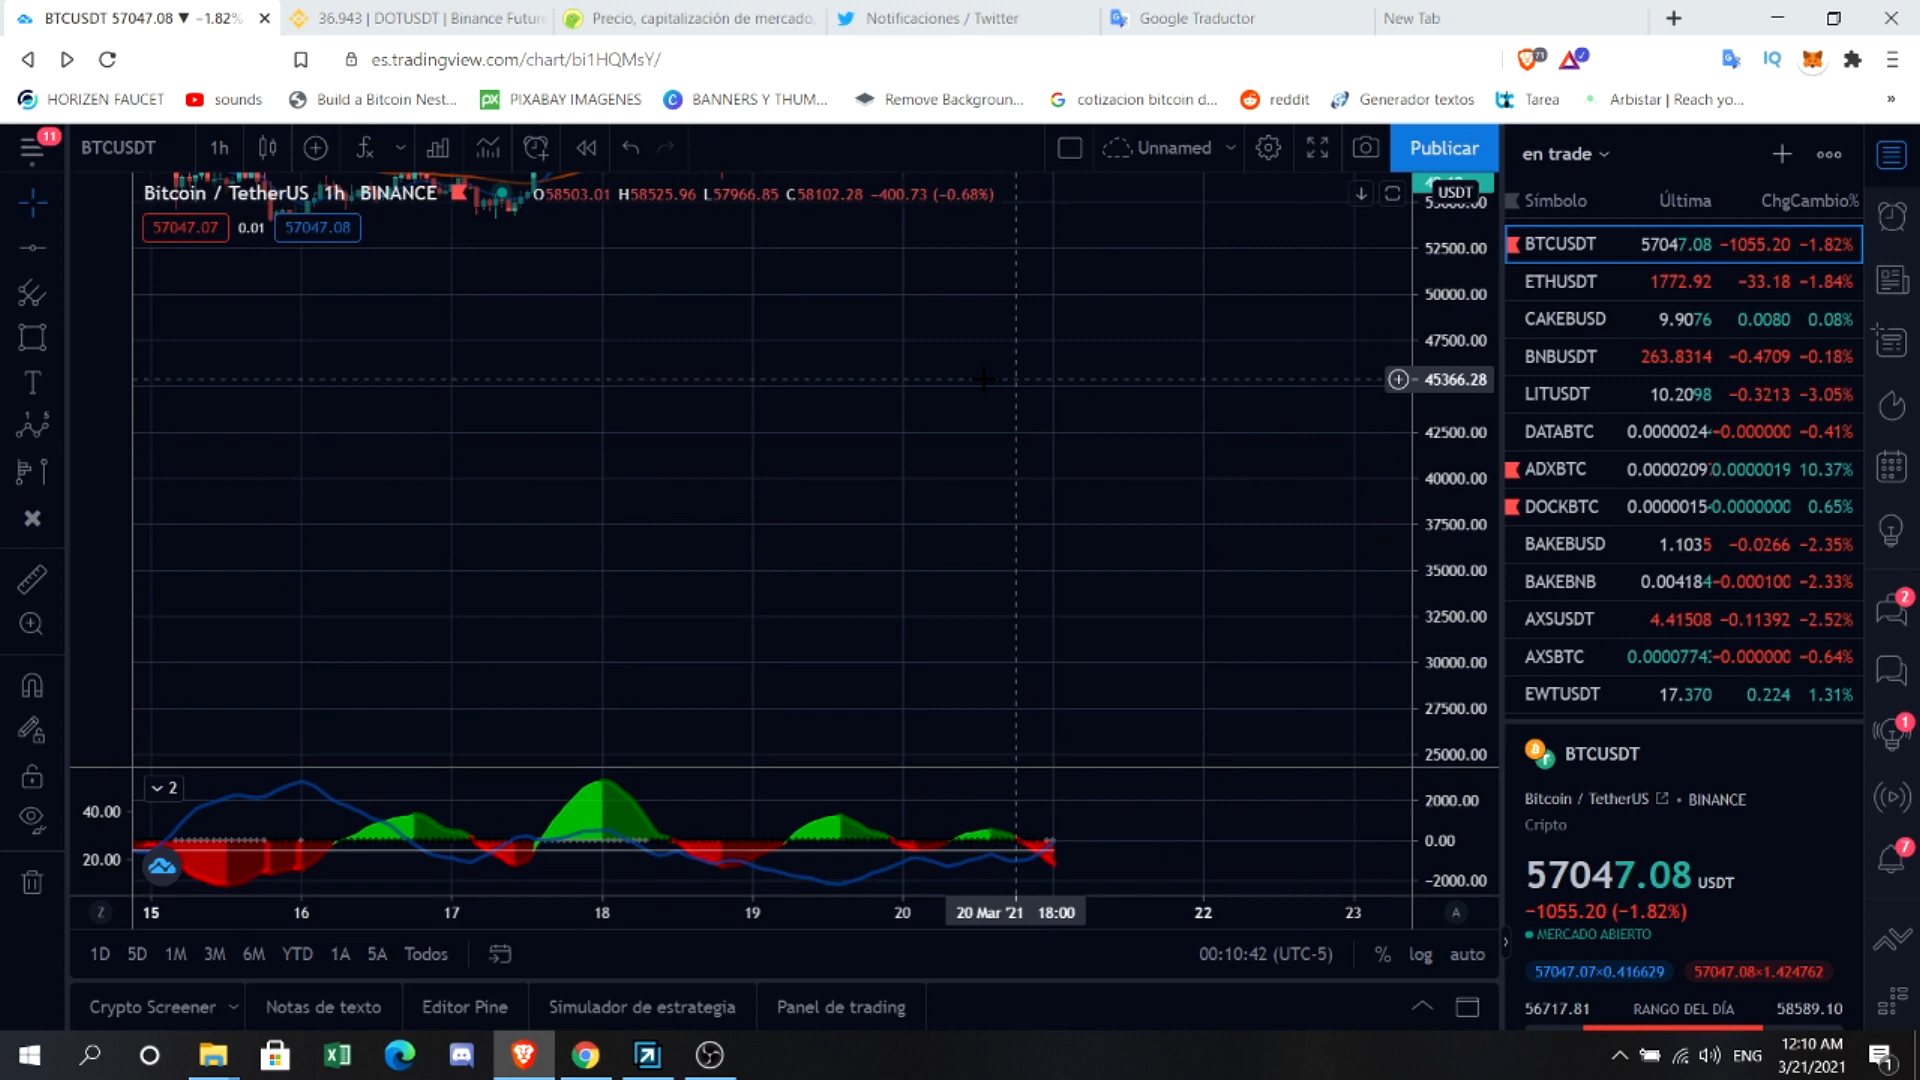 BTCUSDT 57047.08 ▼ −1.82%
36.943 | DOTUSDT | Binance Future
Precio, capitalización de mercado,
Notificaciones / Twitter
Google Traductor
New Tab
es.tradingview.com/chart/bi1HQMsY/
71
IQ
HORIZEN FAUCET
sounds
Build a Bitcoin Nest...
px PIXABAY IMAGENES
BANNERS Y THUM...
Remove Backgroun...
cotizacion bitcoin d...
reddit
Generador textos
Tarea
Arbistar | Reach yo...
»
11
BTCUSDT
1h
Unnamed
Publicar
Bitcoin / TetherUS 1h BINANCE
O58503.01 H58525.96 L57966.85 C58102.28 −400.73 (−0.68%)
57047.07 0.01 57047.08
USDT
52500.00
50000.00
47500.00
45366.28
42500.00
40000.00
37500.00
35000.00
32500.00
30000.00
27500.00
25000.00
2
40.00
20.00
2000.00
0.00
−2000.00
Z
15 16 17 18 19 20 20 Mar '21 18:00 22 23
A
1D 5D 1M 3M 6M YTD 1A 5A Todos
00:10:42 (UTC-5)
% log auto
Crypto Screener
Notas de texto
Editor Pine
Simulador de estrategia
Panel de trading
en trade
Símbolo Última Chg Cambio%
BTCUSDT 57047.08 −1055.20 −1.82%
ETHUSDT 1772.92 −33.18 −1.84%
CAKEBUSD 9.9076 0.0080 0.08%
BNBUSDT 263.8314 −0.4709 −0.18%
LITUSDT 10.2098 −0.3213 −3.05%
DATABTC 0.0000024 −0.000000 −0.41%
ADXBTC 0.0000209 0.0000019 10.37%
DOCKBTC 0.0000015 0.0000000 0.65%
BAKEBUSD 1.1035 −0.0266 −2.35%
BAKEBNB 0.004184 −0.000100 −2.33%
AXSUSDT 4.41508 −0.11392 −2.52%
AXSBTC 0.0000774 −0.000000 −0.64%
EWTUSDT 17.370 0.224 1.31%
BTCUSDT
Bitcoin / TetherUS • BINANCE
Cripto
57047.08 USDT
−1055.20 (−1.82%)
MERCADO ABIERTO
57047.07×0.416629 57047.08×1.424762
56717.81 RANGO DEL DÍA 58589.10
2
1
7
ENG
12:10 AM
3/21/2021
1